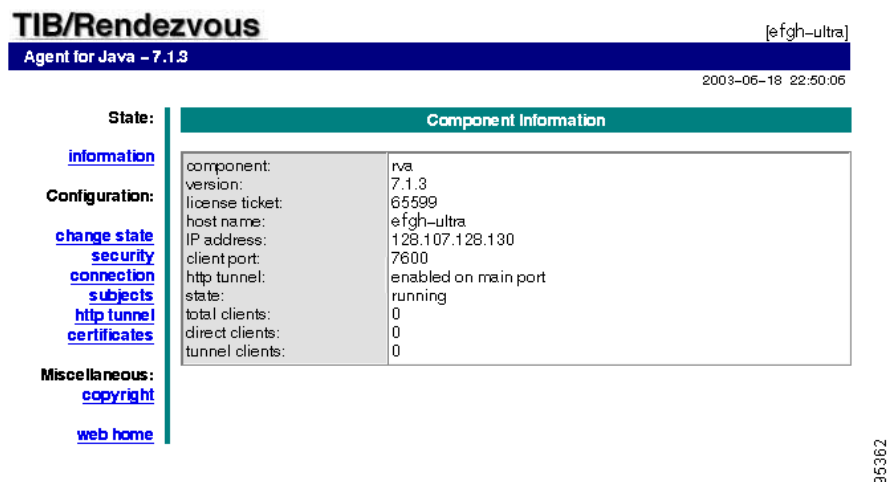 TIB/Rendezvous
[efgh-ultra]
Agent for Java - 7.1.3
2003-06-18 22:50:06
State:
information
Configuration:
change state
security
connection
subjects
http tunnel
certificates
Miscellaneous:
copyright
web home
Component Information
component: rva
version: 7.1.3
license ticket: 65599
host name: efgh-ultra
IP address: 128.107.128.130
client port: 7600
http tunnel: enabled on main port
state: running
total clients: 0
direct clients: 0
tunnel clients: 0
95362